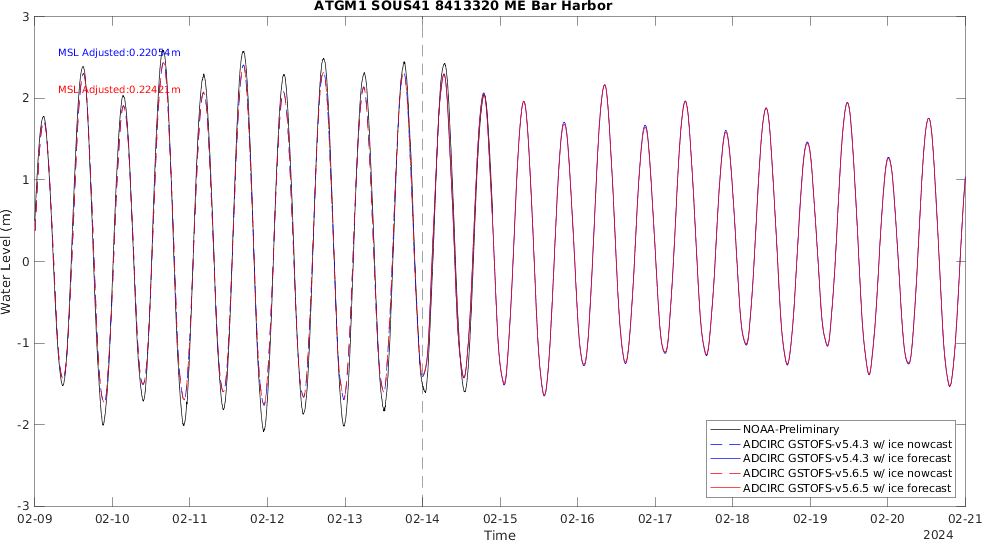 ATGM1 SOUS41 8413320 ME Bar Harbor
3
2
1
0
-1
-2
-3
Water Level (m)
MSL Adjusted:0.22054m
MSL Adjusted:0.22421m
NOAA-Preliminary
ADCIRC GSTOFS-v5.4.3 w/ ice nowcast
ADCIRC GSTOFS-v5.4.3 w/ ice forecast
ADCIRC GSTOFS-v5.6.5 w/ ice nowcast
ADCIRC GSTOFS-v5.6.5 w/ ice forecast
02-09 02-10 02-11 02-12 02-13 02-14 02-15 02-16 02-17 02-18 02-19 02-20 02-21
Time
2024